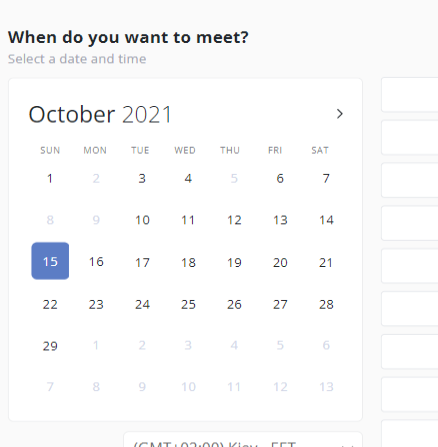 When do you want to meet?
Select a date and time
October 2021
SUN MON TUE WED THU FRI SAT
1 2 3 4 5 6 7
8 9 10 11 12 13 14
15 16 17 18 19 20 21
22 23 24 25 26 27 28
29 1 2 3 4 5 6
7 8 9 10 11 12 13
(GMT+03:00) Kiev - EET